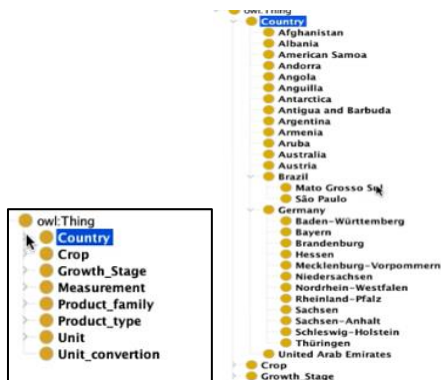 owl:Thing
Country
Crop
Growth_Stage
Measurement
Product_family
Product_type
Unit
Unit_convertion
owl:Thing
Country
Afghanistan
Albania
American Samoa
Andorra
Angola
Anguilla
Antarctica
Antigua and Barbuda
Argentina
Armenia
Aruba
Australia
Austria
Brazil
Mato Grosso Sul
São Paulo
Germany
Baden-Württemberg
Bayern
Brandenburg
Hessen
Mecklenburg-Vorpommern
Niedersachsen
Nordrhein-Westfalen
Rheinland-Pfalz
Sachsen
Sachsen-Anhalt
Schleswig-Holstein
Thüringen
United Arab Emirates
Crop
Growth_Stage